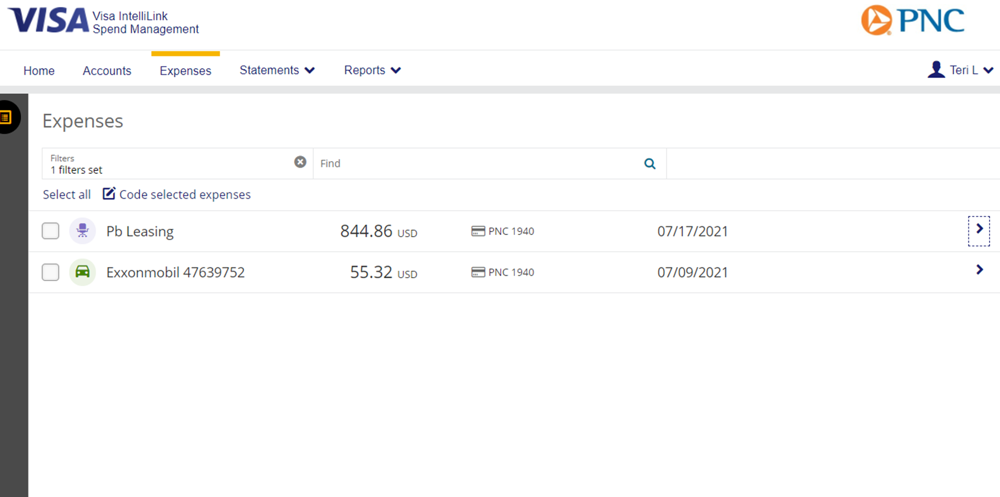 VISA Visa IntelliLink
Spend Management
PNC
Home Accounts Expenses Statements Reports Teri L
Expenses
Filters
1 filters set
Find
Select all Code selected expenses
Pb Leasing 844.86 USD PNC 1940 07/17/2021
Exxonmobil 47639752 55.32 USD PNC 1940 07/09/2021